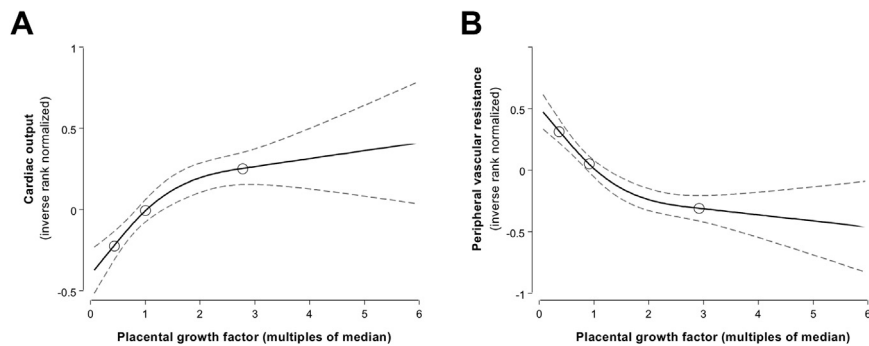 A
B
Cardiac output
(inverse rank normalized)
1
0.5
0
-0.5
0
1
2
3
4
5
6
Placental growth factor (multiples of median)
Peripheral vascular resistance
(inverse rank normalized)
0.5
0
-0.5
-1
0
1
2
3
4
5
6
Placental growth factor (multiples of median)